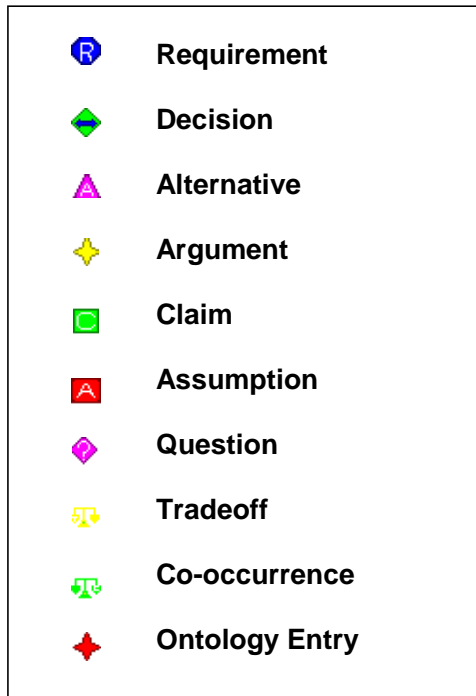 R Requirement
Decision
A Alternative
Argument
C Claim
A Assumption
? Question
Tradeoff
Co-occurrence
Ontology Entry